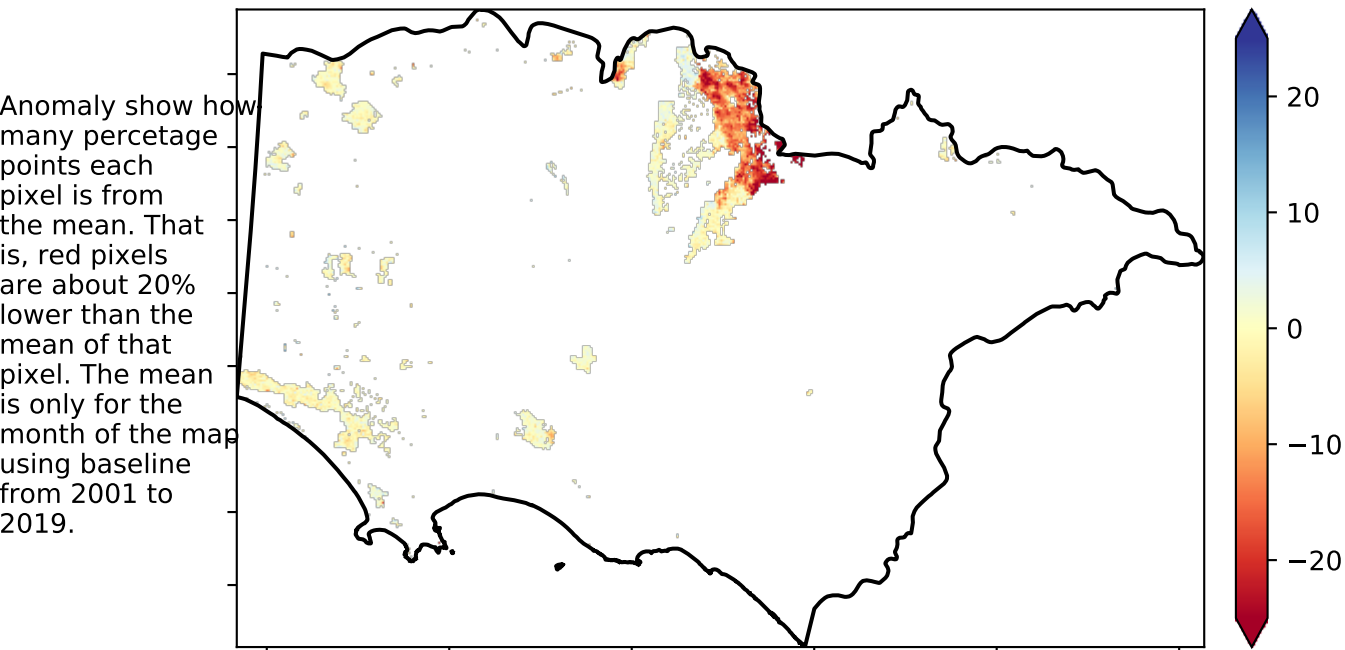 Anomaly show how
many percetage
points each
pixel is from
the mean. That
is, red pixels
are about 20%
lower than the
mean of that
pixel. The mean
is only for the
month of the map
using baseline
from 2001 to
2019.
20
10
0
−10
−20